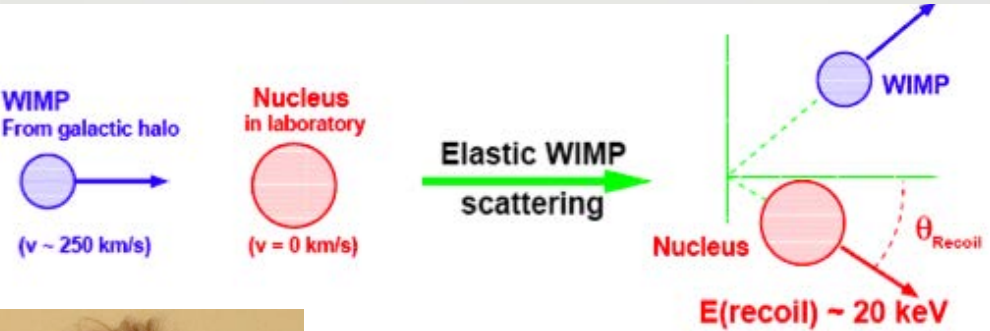 WIMP
From galactic halo
(v ~ 250 km/s)
Nucleus
in laboratory
(v = 0 km/s)
Elastic WIMP
scattering
WIMP
Nucleus
θRecoil
E(recoil) ~ 20 keV